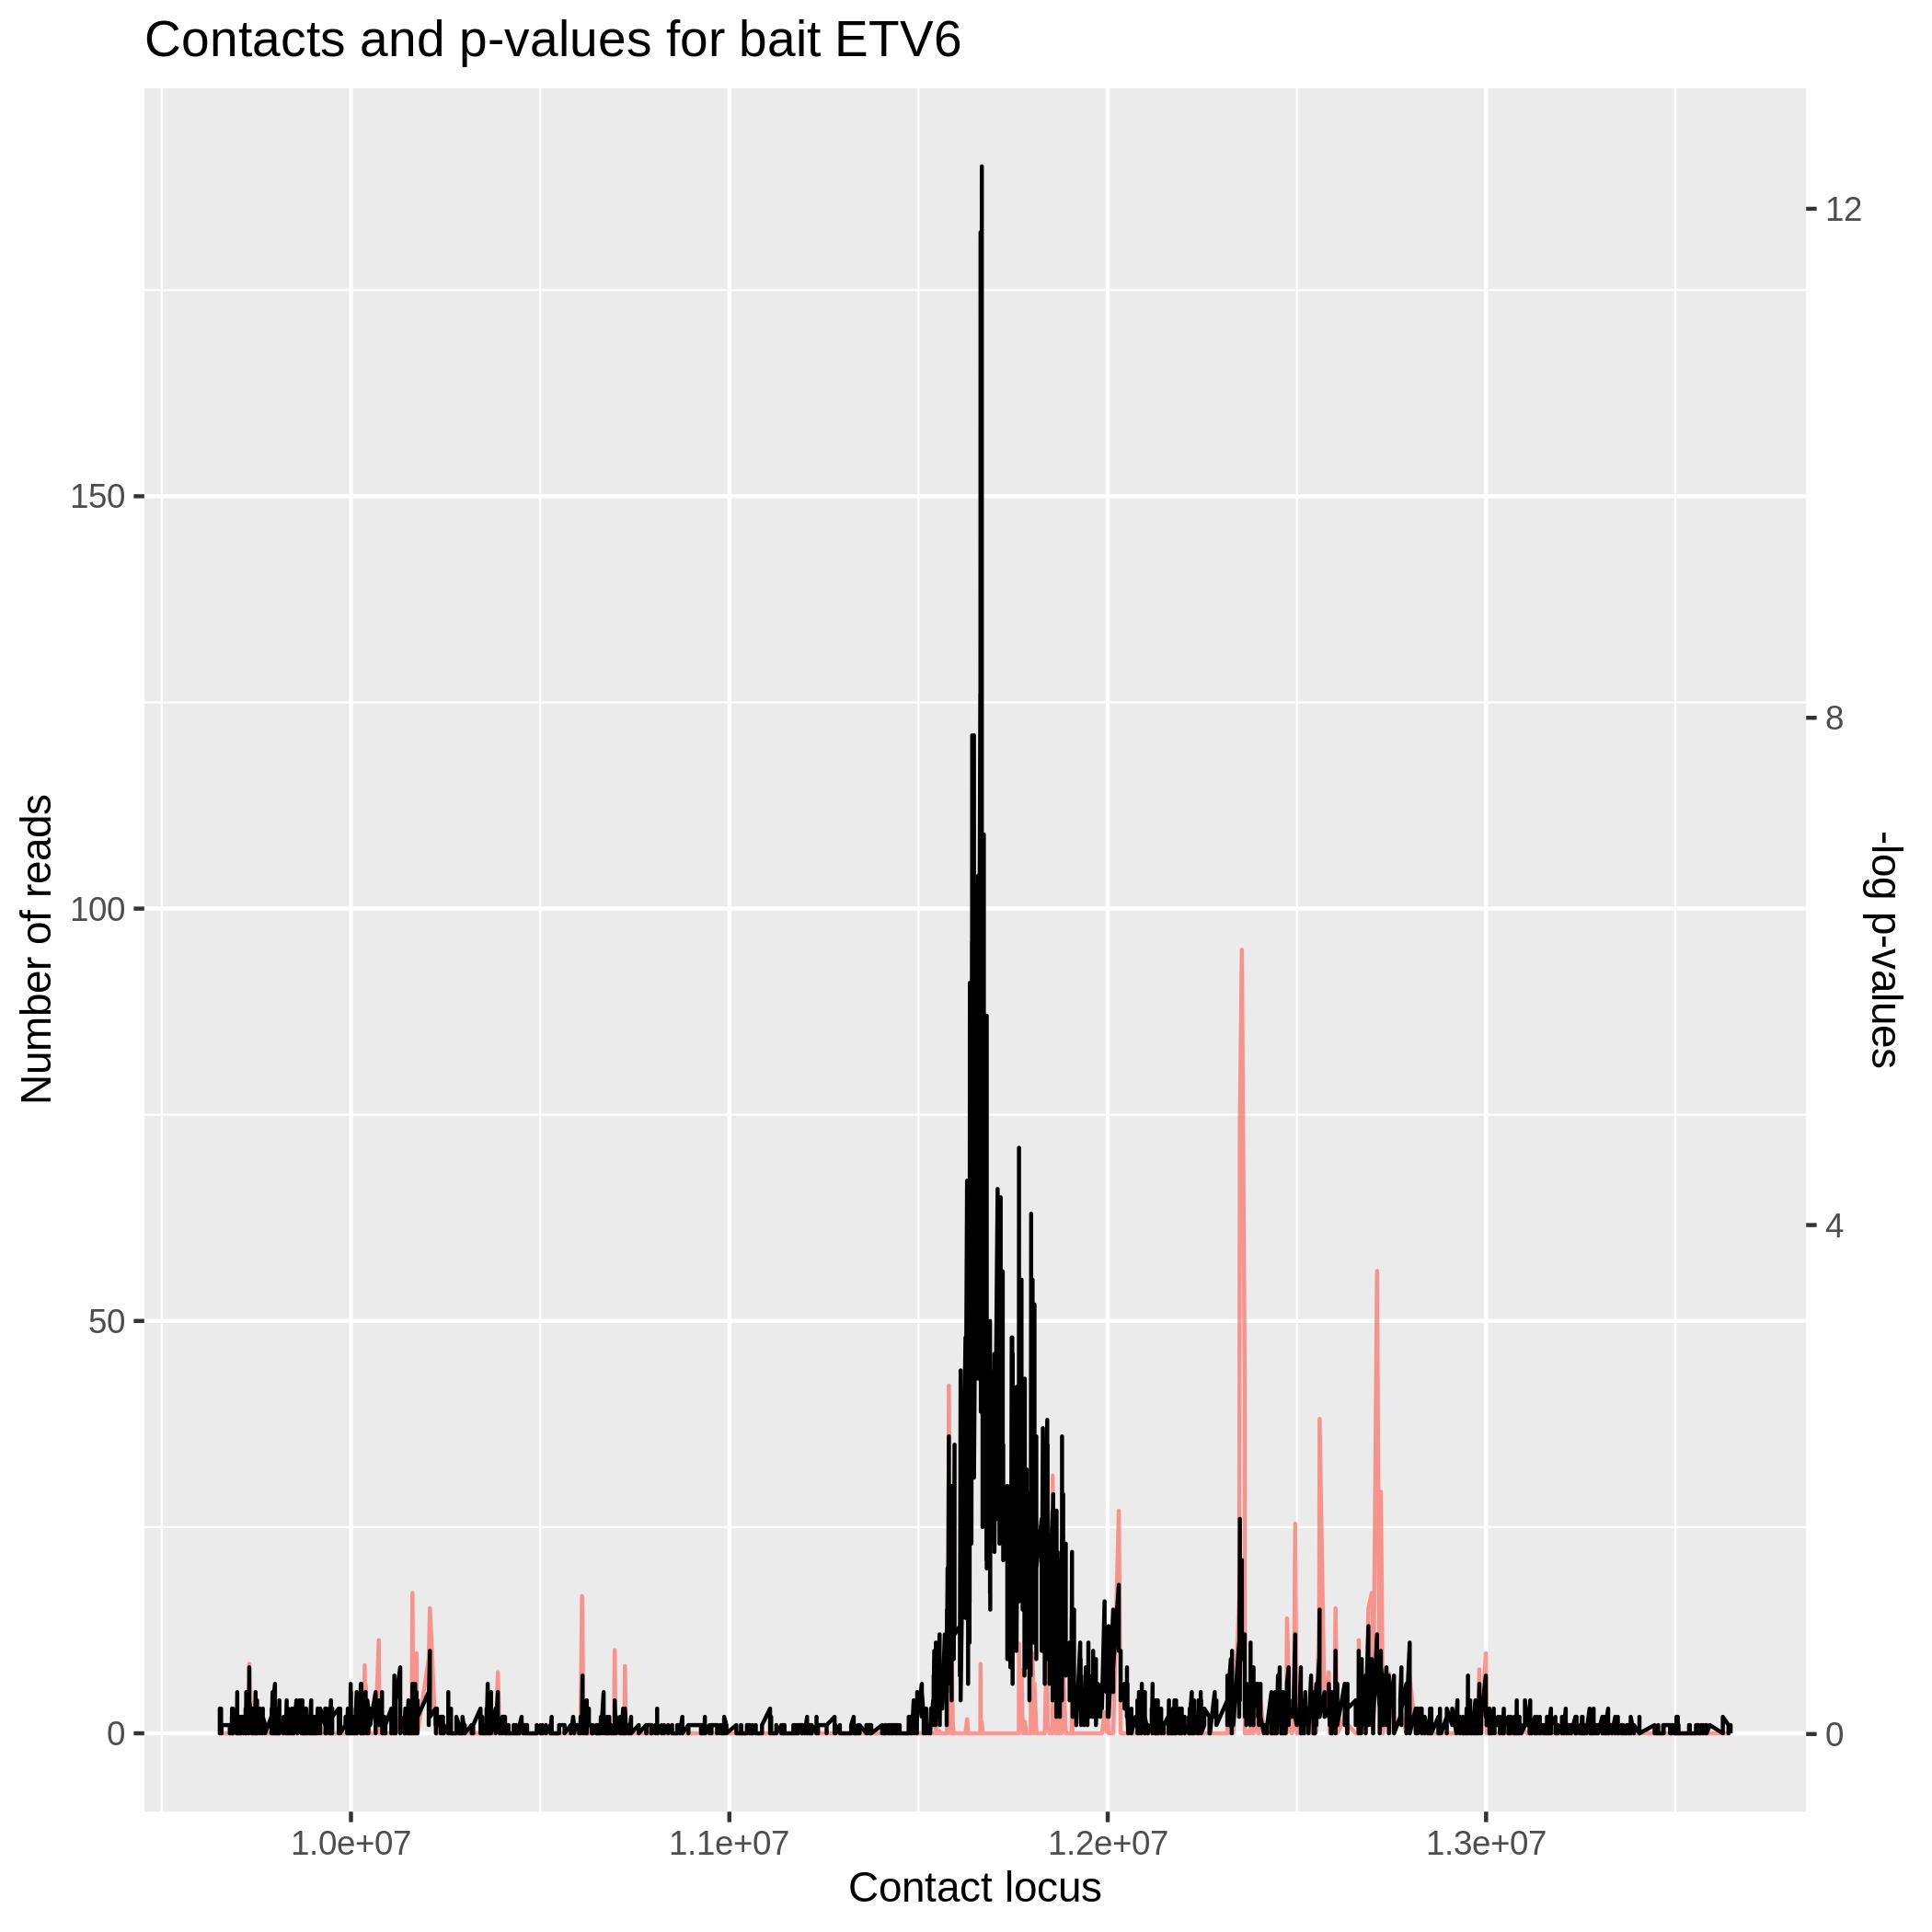 Contacts and p-values for bait ETV6
Number of reads
150
100
50
0
12
8
4
0
-log p-values
1.0e+07
1.1e+07
1.2e+07
1.3e+07
Contact locus